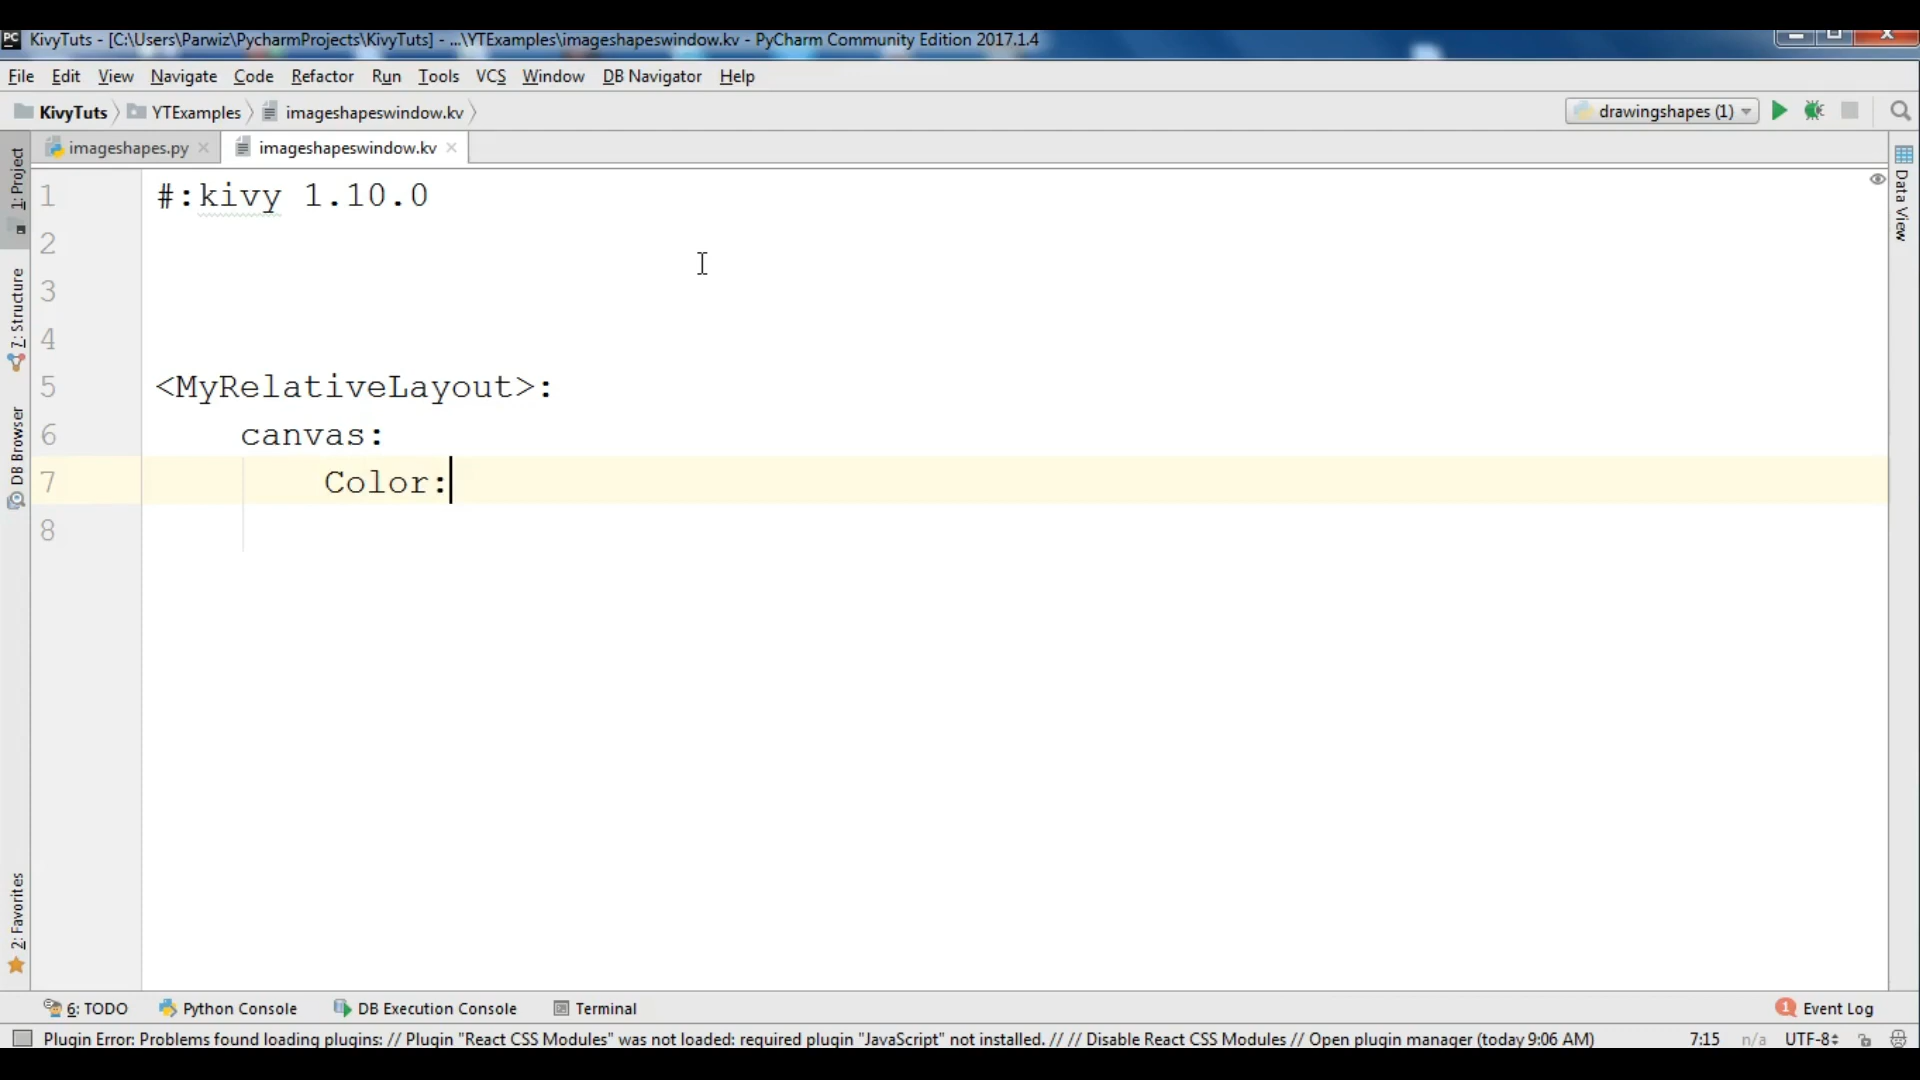 PC KivyTuts - [C:\Users\Parwiz\PycharmProjects\KivyTuts] - ...\YTExamples\imageshapeswindow.kv - PyCharm Community Edition 2017.1.4
File Edit View Navigate Code Refactor Run Tools VCS Window DB Navigator Help
KivyTuts YTExamples imageshapeswindow.kv drawingshapes (1)
imageshapes.py imageshapeswindow.kv
1: Project
7: Structure
DB Browser
2: Favorites
Data View
1 #:kivy 1.10.0
2
3
4
5 <MyRelativeLayout>:
6 canvas:
7 Color:
8
6: TODO Python Console DB Execution Console Terminal 1 Event Log
Plugin Error: Problems found loading plugins: // Plugin "React CSS Modules" was not loaded: required plugin "JavaScript" not installed. // // Disable React CSS Modules // Open plugin manager (today 9:06 AM) 7:15 n/a UTF-8